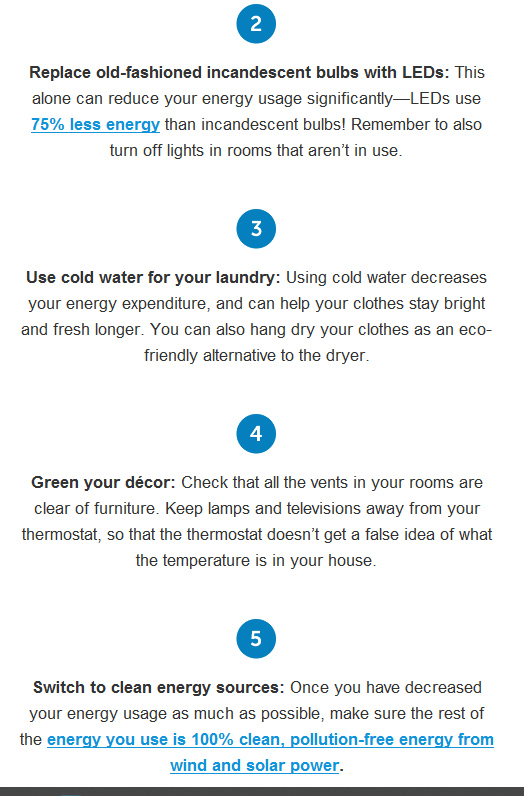 2
Replace old-fashioned incandescent bulbs with LEDs: This
alone can reduce your energy usage significantly—LEDs use
75% less energy than incandescent bulbs! Remember to also
turn off lights in rooms that aren’t in use.
3
Use cold water for your laundry: Using cold water decreases
your energy expenditure, and can help your clothes stay bright
and fresh longer. You can also hang dry your clothes as an eco-
friendly alternative to the dryer.
4
Green your décor: Check that all the vents in your rooms are
clear of furniture. Keep lamps and televisions away from your
thermostat, so that the thermostat doesn’t get a false idea of what
the temperature is in your house.
5
Switch to clean energy sources: Once you have decreased
your energy usage as much as possible, make sure the rest of
the energy you use is 100% clean, pollution-free energy from
wind and solar power.